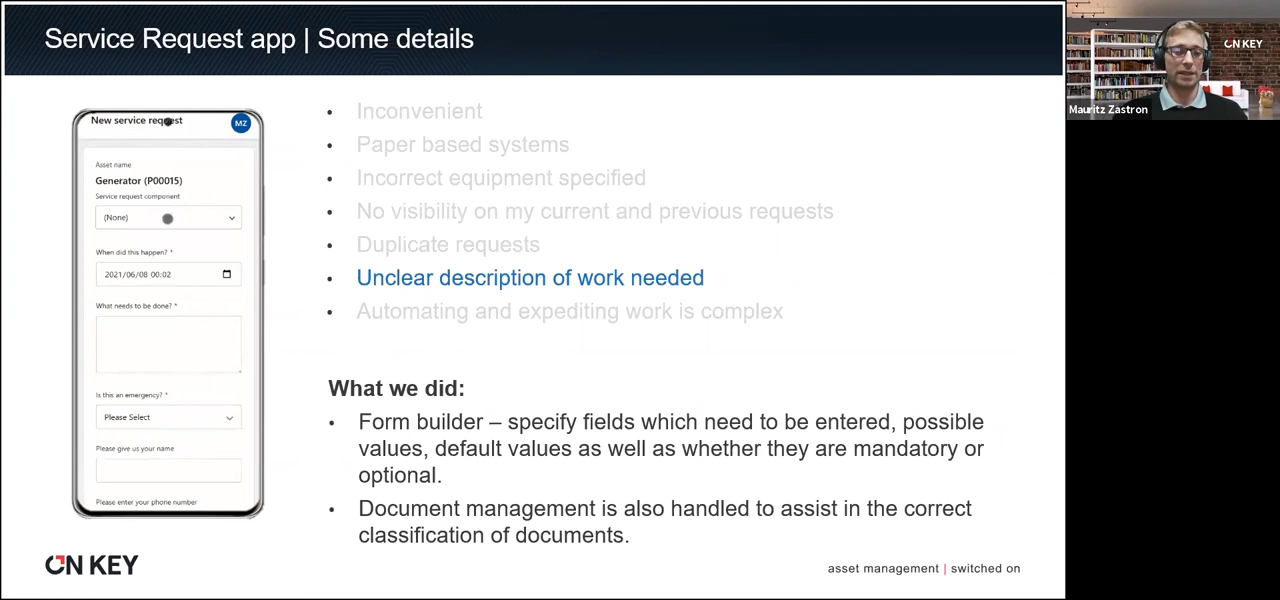 Service Request app | Some details
New service request
MZ
Asset name
Generator (P00015)
Service request component
(None)
When did this happen? *
2021/06/08 00:02
What needs to be done? *
Is this an emergency? *
Please Select
Please give us your name
Please enter your phone number
• Inconvenient
• Paper based systems
• Incorrect equipment specified
• No visibility on my current and previous requests
• Duplicate requests
• Unclear description of work needed
• Automating and expediting work is complex
What we did:
• Form builder – specify fields which need to be entered, possible
values, default values as well as whether they are mandatory or
optional.
• Document management is also handled to assist in the correct
classification of documents.
ON KEY
asset management | switched on
ON KEY
Mauritz Zastron